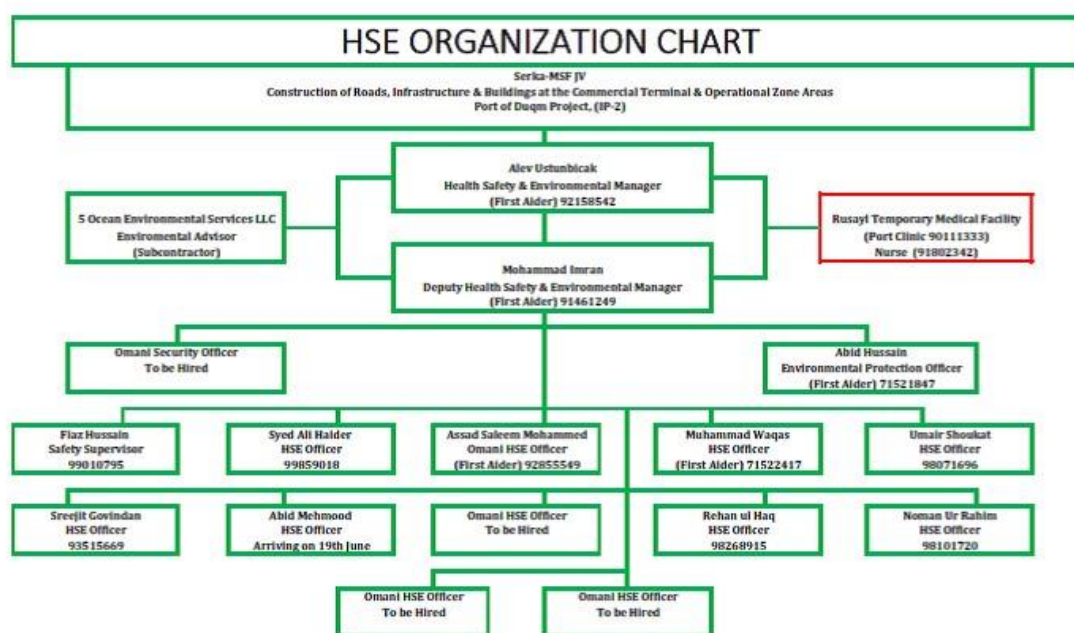 HSE ORGANIZATION CHART
Serka-MSF JV
Construction of Roads, Infrastructure & Buildings at the Commercial Terminal & Operational Zone Areas
Port of Duqm Project, (IP-2)
Alev Ustunbicak
Health Safety & Environmental Manager
(First Aider) 92158542
5 Ocean Environmental Services LLC
Enviromental Advisor
(Subcontractor)
Rusayl Temporary Medical Facility
(Port Clinic 90111333)
Nurse (91802342)
Mohammad Imran
Deputy Health Safety & Environmental Manager
(First Aider) 91461249
Omani Security Officer
To be Hired
Abid Hussain
Environmental Protection Officer
(First Aider) 71521847
Fiaz Hussain
Safety Supervisor
99010795
Syed Ali Haider
HSE Officer
99859018
Assad Saleem Mohammed
Omani HSE Officer
(First Aider) 92855549
Muhammad Waqas
HSE Officer
(First Aider) 71522417
Umair Shoukat
HSE Officer
98071696
Sreejit Govindan
HSE Officer
93515669
Abid Mehmood
HSE Officer
Arriving on 19th June
Omani HSE Officer
To be Hired
Rehan ul Haq
HSE Officer
98268915
Noman Ur Rahim
HSE Officer
98101720
Omani HSE Officer
To be Hired
Omani HSE Officer
To be Hired